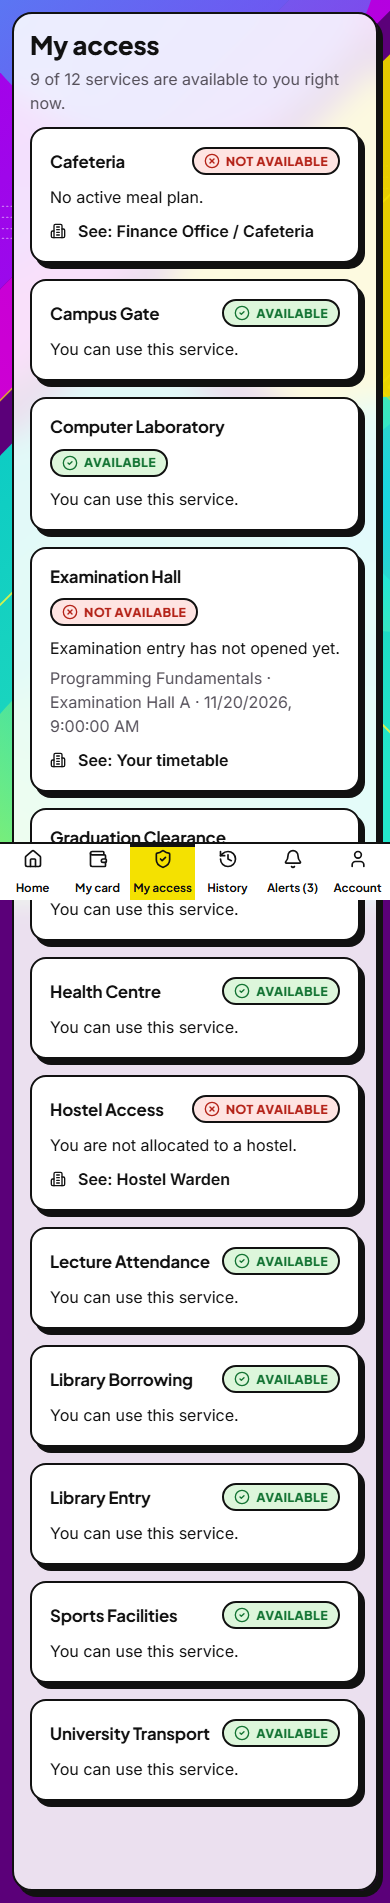 My access
9 of 12 services are available to you right
now.
Cafeteria
NOT AVAILABLE
No active meal plan.
See: Finance Office / Cafeteria
Campus Gate
AVAILABLE
You can use this service.
Computer Laboratory
AVAILABLE
You can use this service.
Examination Hall
NOT AVAILABLE
Examination entry has not opened yet.
Programming Fundamentals ·
Examination Hall A · 11/20/2026,
9:00:00 AM
See: Your timetable
Graduation Clearance
Home
My card
My access
History
Alerts (3)
Account
You can use this service.
Health Centre
AVAILABLE
You can use this service.
Hostel Access
NOT AVAILABLE
You are not allocated to a hostel.
See: Hostel Warden
Lecture Attendance
AVAILABLE
You can use this service.
Library Borrowing
AVAILABLE
You can use this service.
Library Entry
AVAILABLE
You can use this service.
Sports Facilities
AVAILABLE
You can use this service.
University Transport
AVAILABLE
You can use this service.